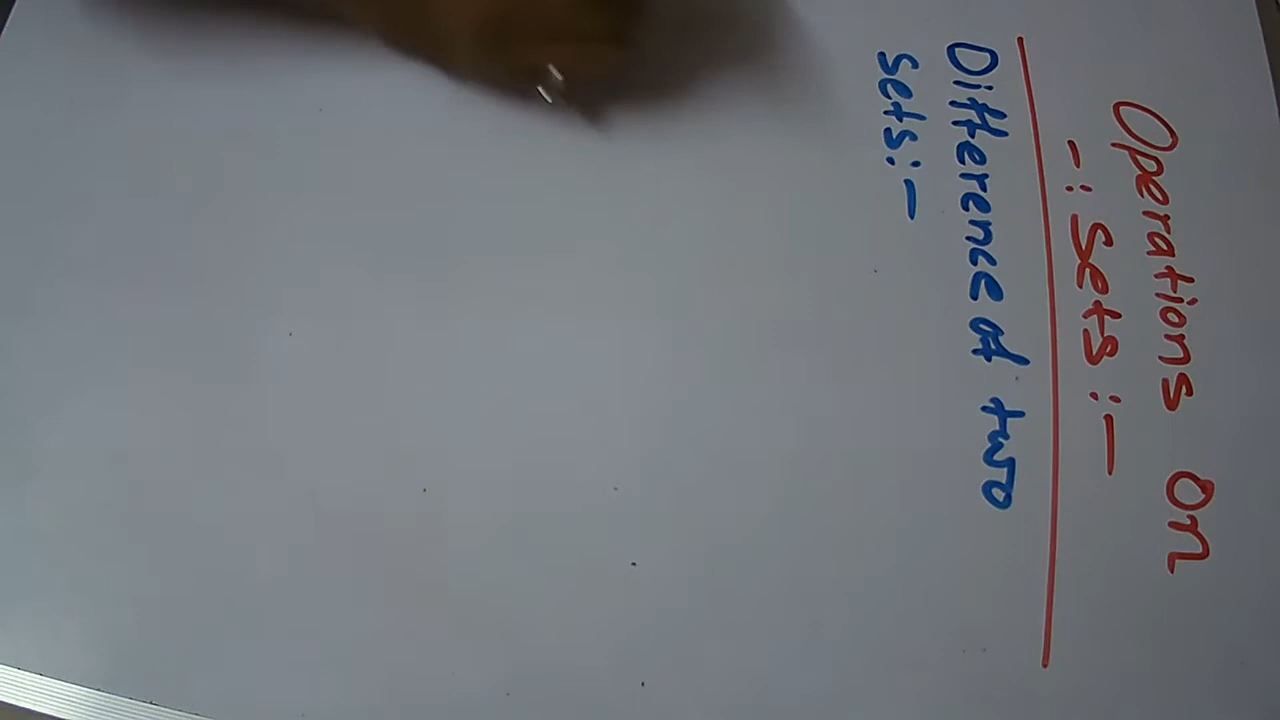 Operations on
-: Sets :-
Difference of two
Sets:-